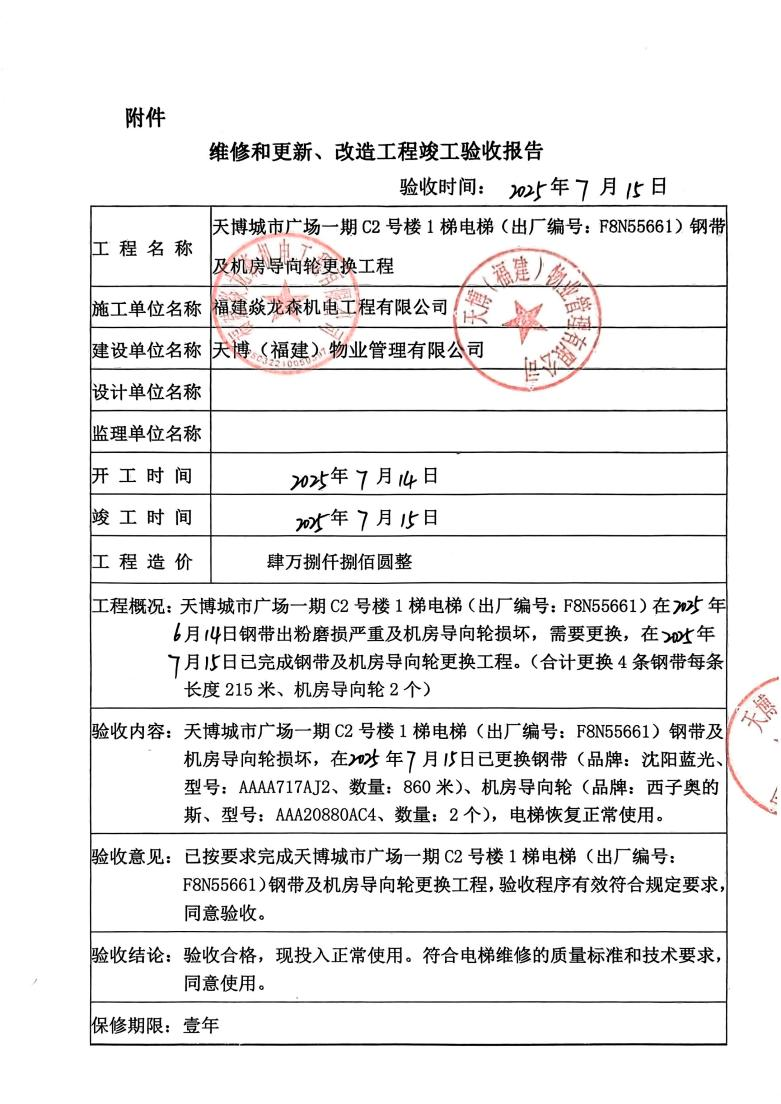 附件
维修和更新、改造工程竣工验收报告
验收时间： 2025年7月15日
工程名称 天博城市广场一期C2号楼1梯电梯（出厂编号：F8N55661）钢带
及机房导向轮更换工程
施工单位名称 福建焱龙森机电工程有限公司
建设单位名称 天博（福建）物业管理有限公司
设计单位名称
监理单位名称
开工时间 2025年7月14日
竣工时间 2025年7月15日
工程造价 肆万捌仟捌佰圆整
工程概况：天博城市广场一期C2号楼1梯电梯（出厂编号：F8N55661）在2025年
6月14日钢带出粉磨损严重及机房导向轮损坏，需要更换，在2025年
7月15日已完成钢带及机房导向轮更换工程。（合计更换4条钢带每条
长度215米、机房导向轮2个）
验收内容：天博城市广场一期C2号楼1梯电梯（出厂编号：F8N55661）钢带及
机房导向轮损坏，在2025年7月15日已更换钢带（品牌：沈阳蓝光、
型号：AAAA717AJ2、数量：860米）、机房导向轮（品牌：西子奥的
斯、型号：AAA20880AC4、数量：2个），电梯恢复正常使用。
验收意见：已按要求完成天博城市广场一期C2号楼1梯电梯（出厂编号：
F8N55661）钢带及机房导向轮更换工程，验收程序有效符合规定要求，
同意验收。
验收结论：验收合格，现投入正常使用。符合电梯维修的质量标准和技术要求，
同意使用。
保修期限：壹年
天博（福建）物业管理有限公司
天博